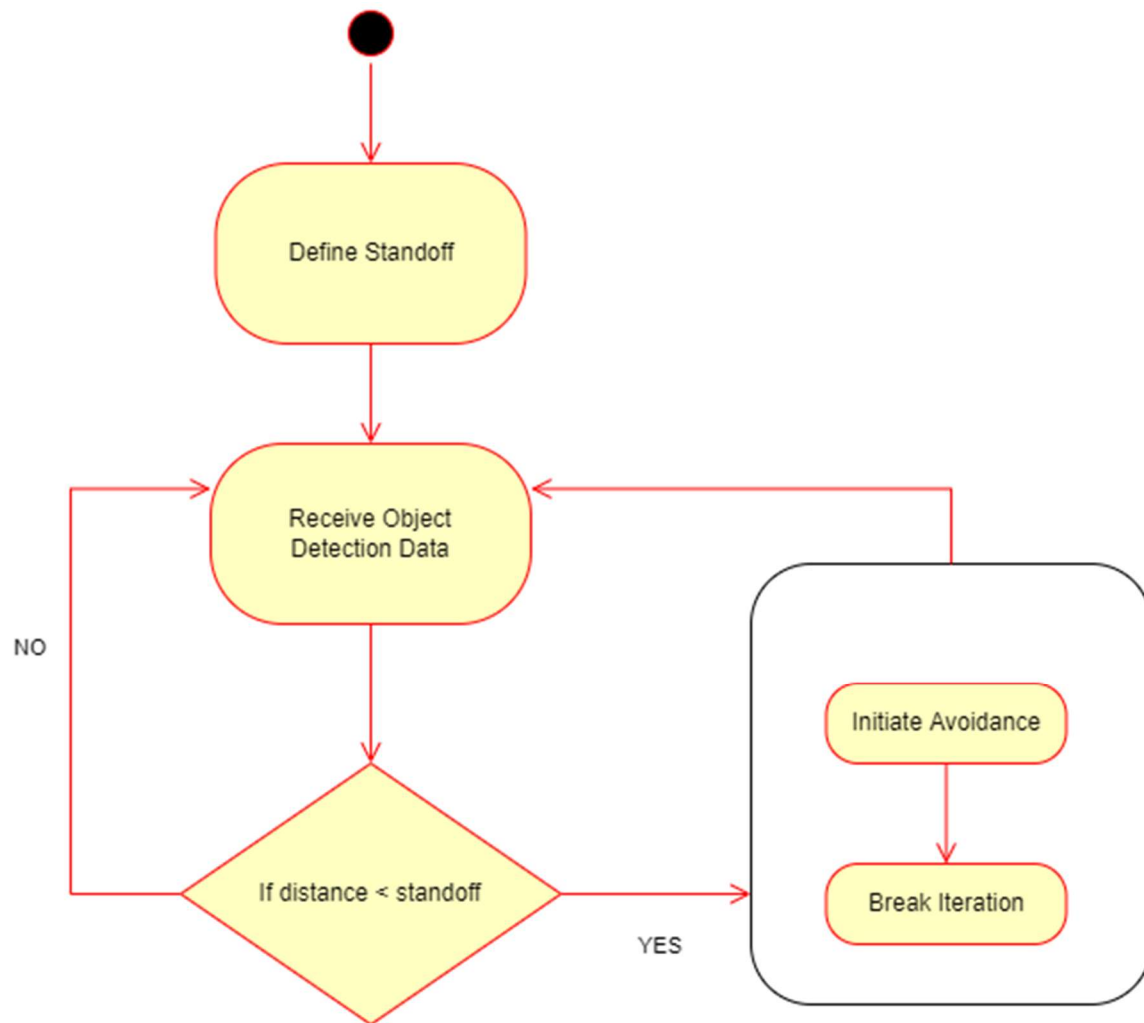 Define Standoff
Receive Object
Detection Data
NO
Initiate Avoidance
If distance < standoff
Break Iteration
YES